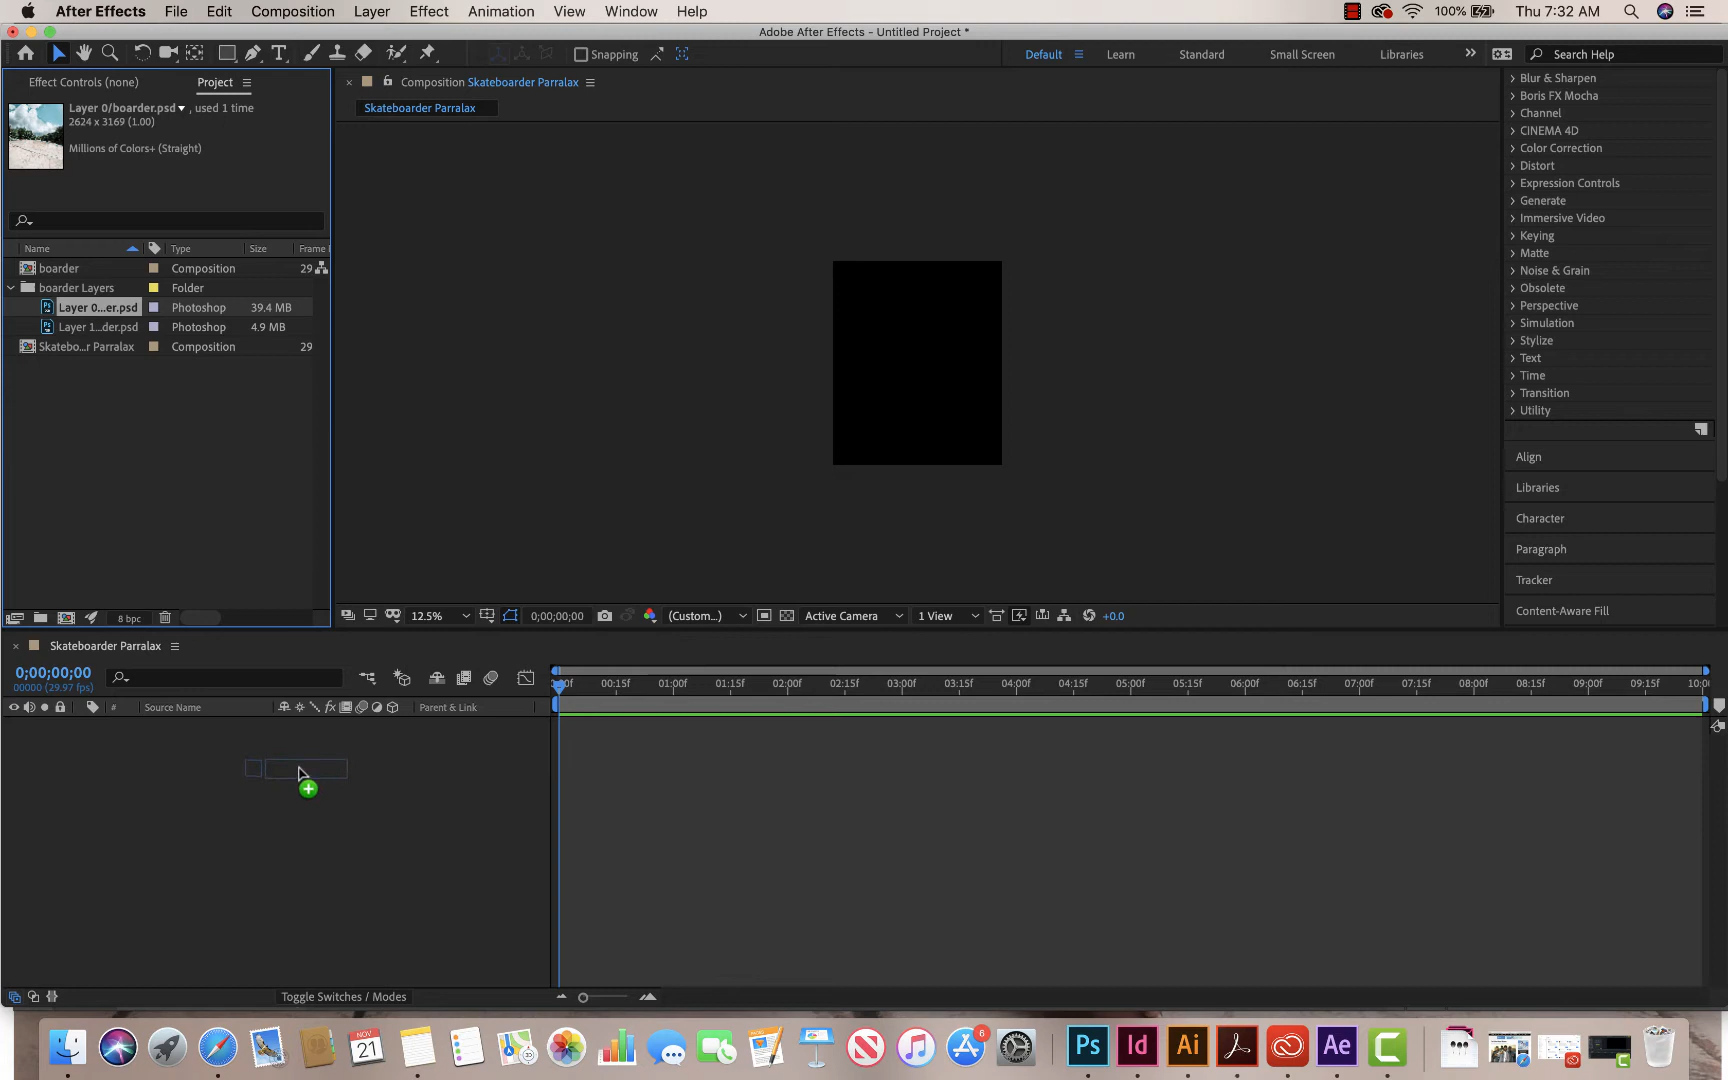 After Effects File Edit Composition Layer Effect Animation View Window Help 100% Thu 7:32 AM
Adobe After Effects - Untitled Project *
Snapping Default Learn Standard Small Screen Libraries Search Help
Effect Controls (none) Project
Composition Skateboarder Parralax
Skateboarder Parralax
Layer 0/boarder.psd , used 1 time
2624 x 3169 (1.00)
Millions of Colors+ (Straight)
Name Type Size Frame
boarder Composition 29
boarder Layers Folder
Layer 0...er.psd Photoshop 39.4 MB
Layer 1...der.psd Photoshop 4.9 MB
Skatebo...r Parralax Composition 29
Blur & Sharpen
Boris FX Mocha
Channel
CINEMA 4D
Color Correction
Distort
Expression Controls
Generate
Immersive Video
Keying
Matte
Noise & Grain
Obsolete
Perspective
Simulation
Stylize
Text
Time
Transition
Utility
Align
Libraries
Character
Paragraph
Tracker
Content-Aware Fill
8 bpc
12.5% 0;00;00;00 (Custom...) Active Camera 1 View +0.0
Skateboarder Parralax
0;00;00;00
00000 (29.97 fps)
00:15f 01:00f 01:15f 02:00f 02:15f 03:00f 03:15f 04:00f 04:15f 05:00f 05:15f 06:00f 06:15f 07:00f 07:15f 08:00f 08:15f 09:00f 09:15f 10:0
# Source Name fx Parent & Link
Toggle Switches / Modes
NOV
21
6
Ps Id Ai Ae C